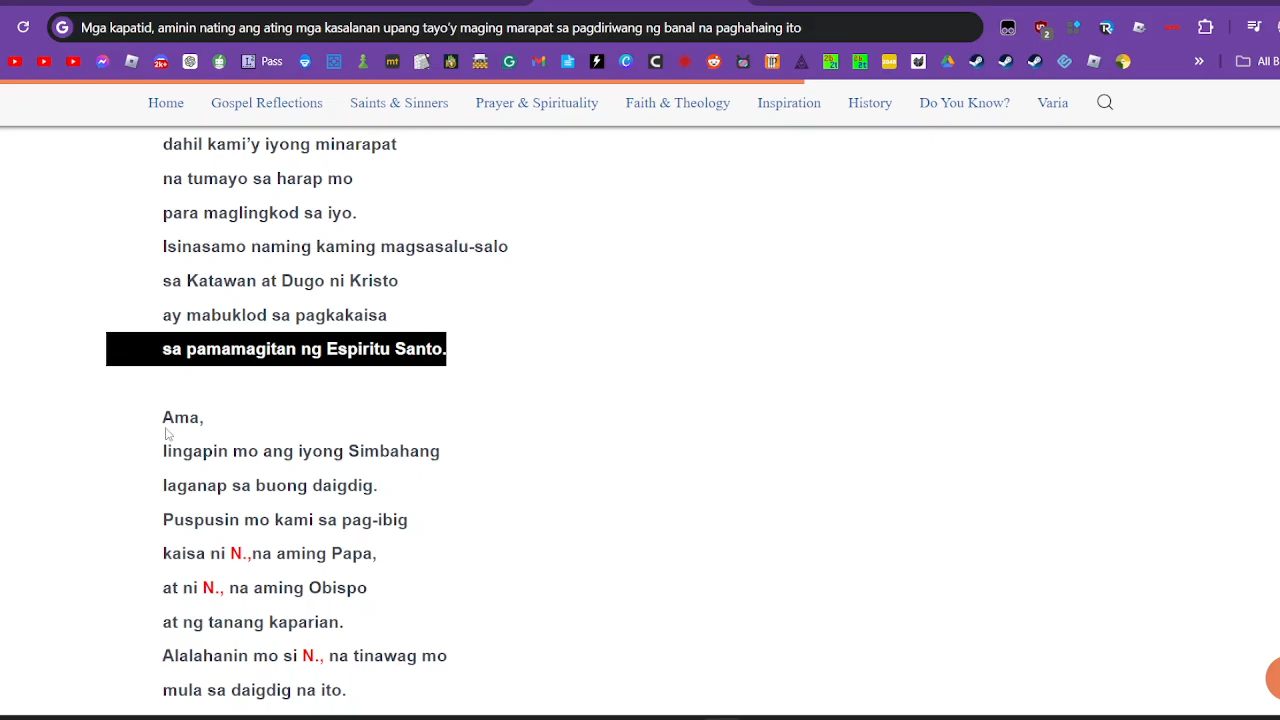 Mga kapatid, aminin nating ang ating mga kasalanan upang tayo'y maging marapat sa pagdiriwang ng banal na paghahaing ito
Pass
All B
Home Gospel Reflections Saints & Sinners Prayer & Spirituality Faith & Theology Inspiration History Do You Know? Varia
dahil kami’y iyong minarapat
na tumayo sa harap mo
para maglingkod sa iyo.
Isinasamo naming kaming magsasalu-salo
sa Katawan at Dugo ni Kristo
ay mabuklod sa pagkakaisa
sa pamamagitan ng Espiritu Santo.
Ama,
lingapin mo ang iyong Simbahang
laganap sa buong daigdig.
Puspusin mo kami sa pag-ibig
kaisa ni N.,na aming Papa,
at ni N., na aming Obispo
at ng tanang kaparian.
Alalahanin mo si N., na tinawag mo
mula sa daigdig na ito.